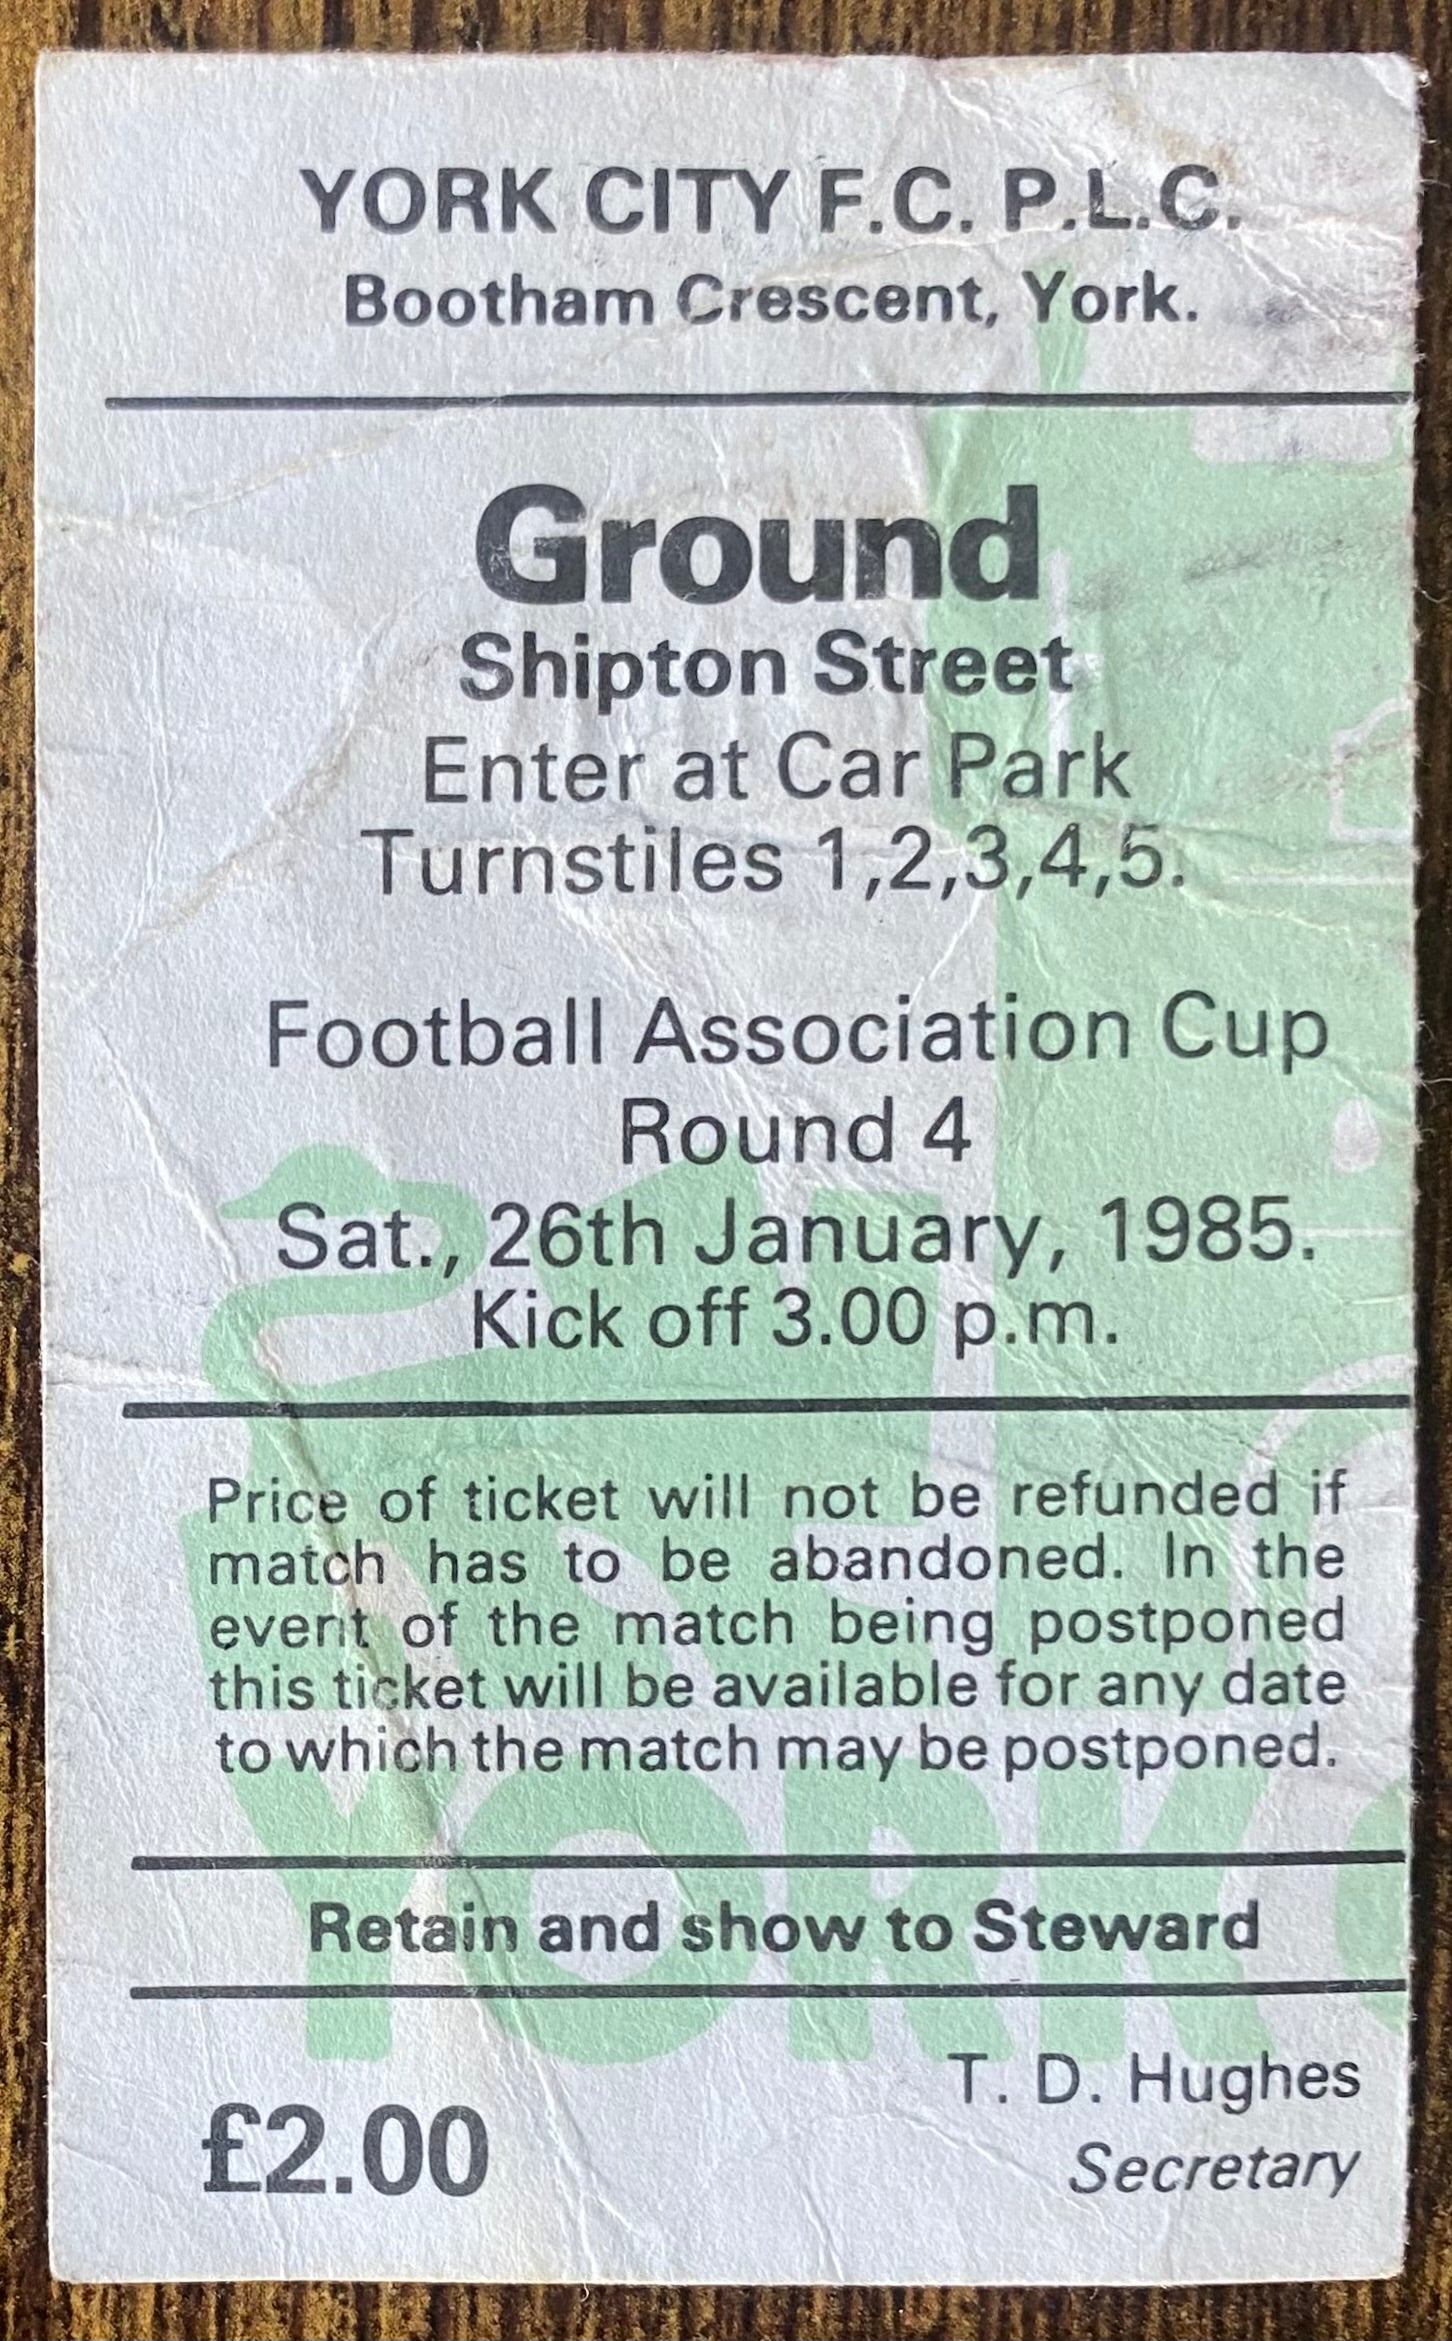 YORK CITY F.C. P.L.C.
Bootham Crescent, York.
Ground
Shipton Street
Enter at Car Park
Turnstiles 1,2,3,4,5.
Football Association Cup
Round 4
Sat., 26th January, 1985.
Kick off 3.00 p.m.
Price of ticket will not be refunded if
match has to be abandoned. In the
event of the match being postponed
this ticket will be available for any date
to which the match may be postponed.
YORK
Retain and show to Steward
T. D. Hughes
£2.00
Secretary